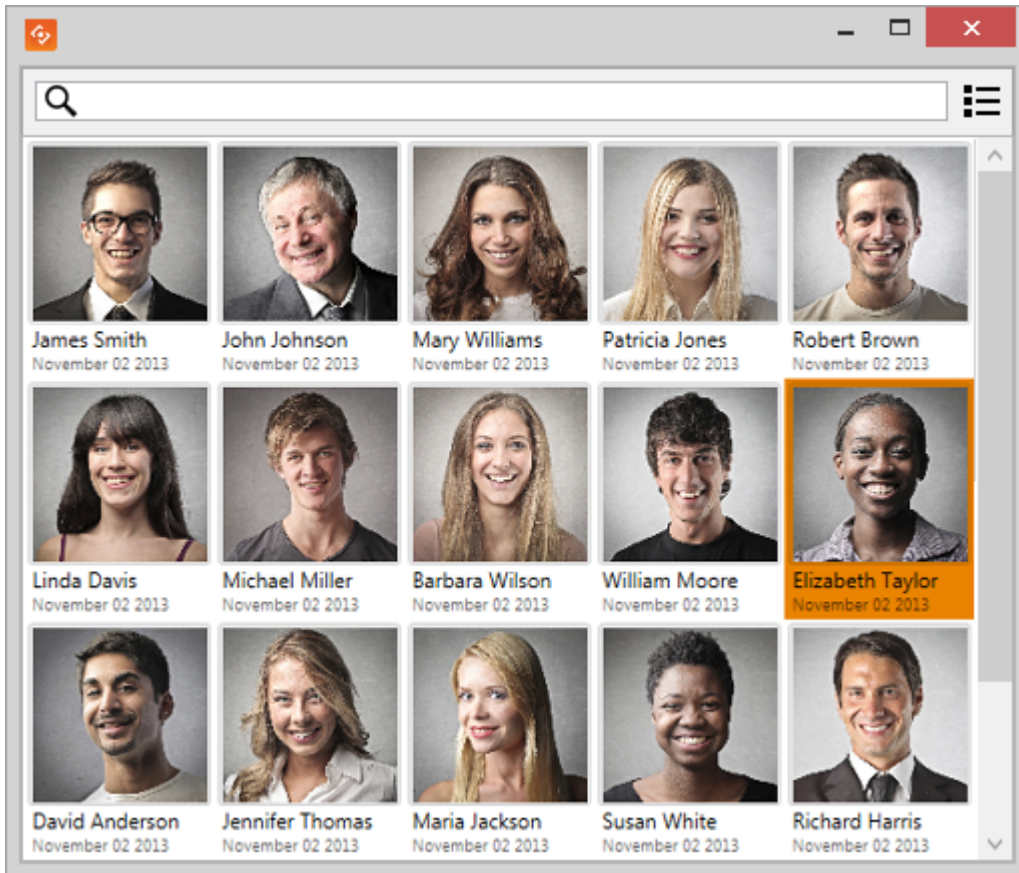 James Smith
November 02 2013
John Johnson
November 02 2013
Mary Williams
November 02 2013
Patricia Jones
November 02 2013
Robert Brown
November 02 2013
Linda Davis
November 02 2013
Michael Miller
November 02 2013
Barbara Wilson
November 02 2013
William Moore
November 02 2013
Elizabeth Taylor
November 02 2013
David Anderson
November 02 2013
Jennifer Thomas
November 02 2013
Maria Jackson
November 02 2013
Susan White
November 02 2013
Richard Harris
November 02 2013